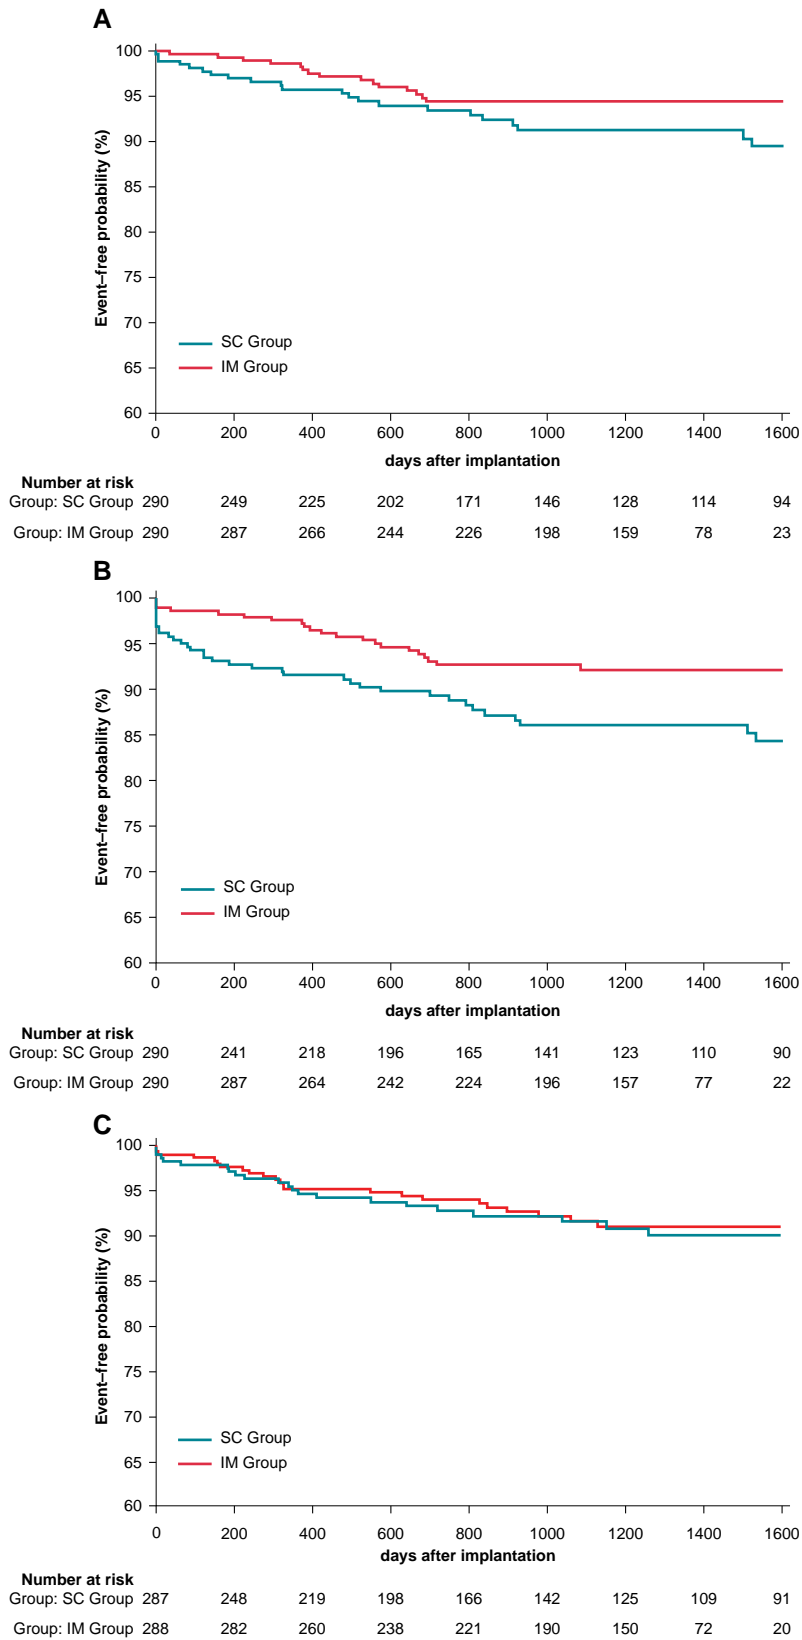 A
100
95
90
85
80
75
70
65
60
Event–free probability (%)
SC Group
IM Group
0 200 400 600 800 1000 1200 1400 1600
days after implantation
Number at risk
Group: SC Group 290 249 225 202 171 146 128 114 94
Group: IM Group 290 287 266 244 226 198 159 78 23
B
100
95
90
85
80
75
70
65
60
Event–free probability (%)
SC Group
IM Group
0 200 400 600 800 1000 1200 1400 1600
days after implantation
Number at risk
Group: SC Group 290 241 218 196 165 141 123 110 90
Group: IM Group 290 287 264 242 224 196 157 77 22
C
100
95
90
85
80
75
70
65
60
Event–free probability (%)
SC Group
IM Group
0 200 400 600 800 1000 1200 1400 1600
days after implantation
Number at risk
Group: SC Group 287 248 219 198 166 142 125 109 91
Group: IM Group 288 282 260 238 221 190 150 72 20